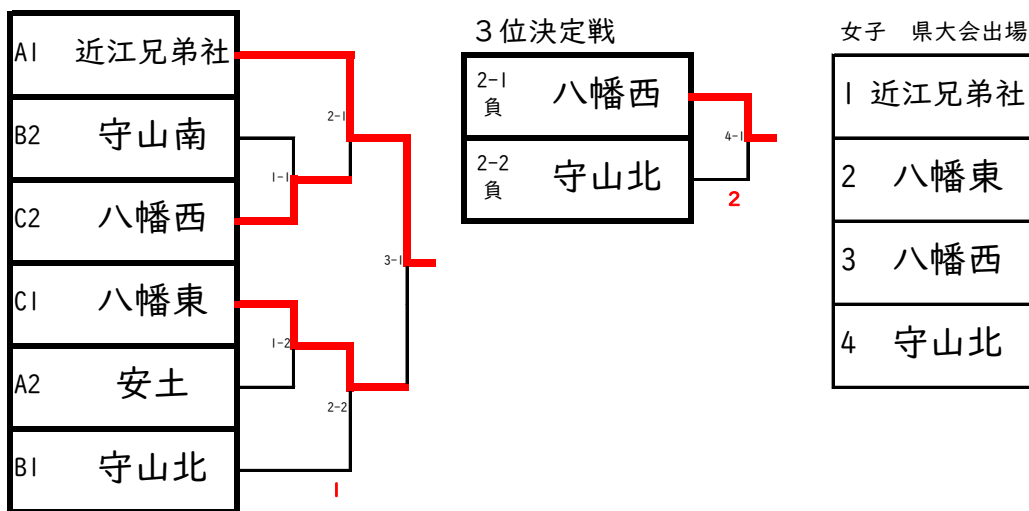 A1 近江兄弟社
B2 守山南
C2 八幡西
C1 八幡東
A2 安土
B1 守山北
2-1
1-1
3-1
1-2
2-2
1
3位決定戦
2-1負 八幡西
2-2負 守山北
4-1
2
女子 県大会出場
1 近江兄弟社
2 八幡東
3 八幡西
4 守山北